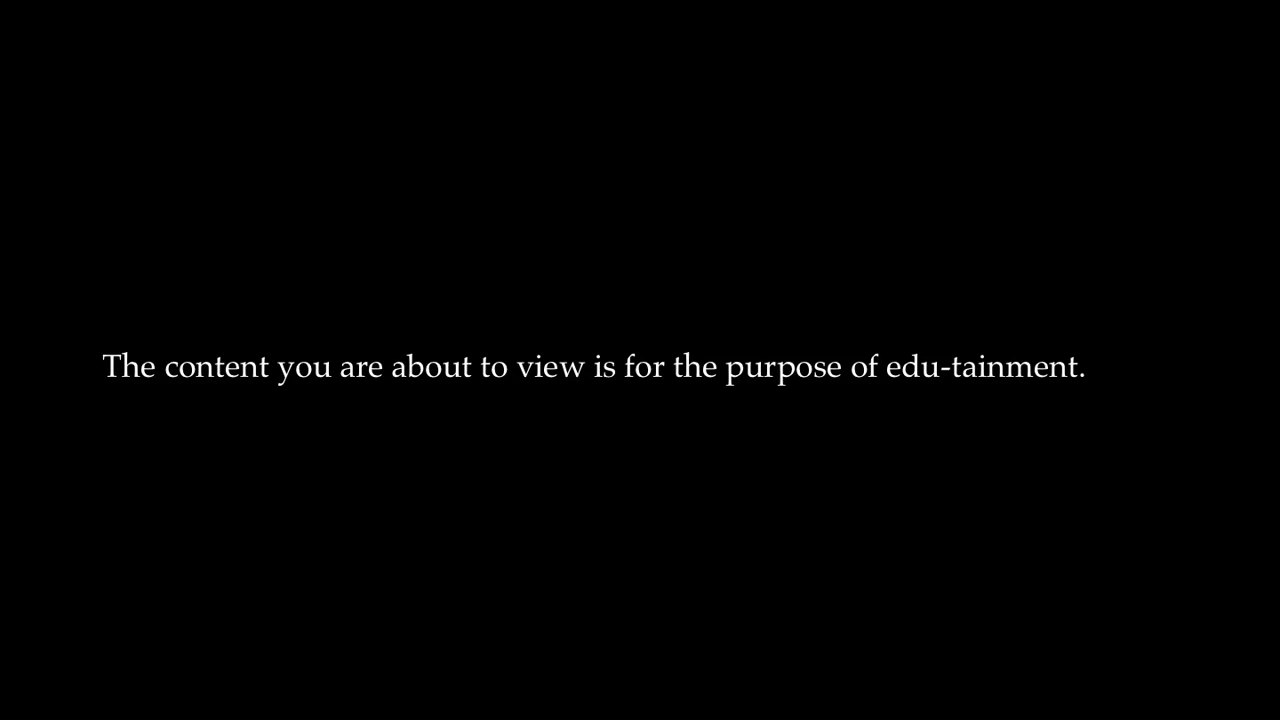 The content you are about to view is for the purpose of edu-tainment.